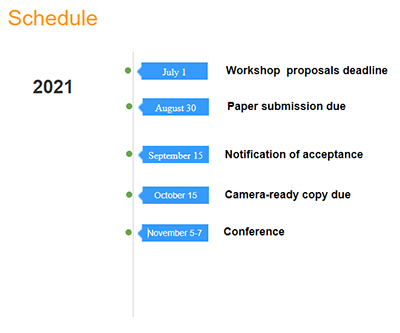 Schedule
2021
July 1 Workshop proposals deadline
August 30 Paper submission due
September 15 Notification of acceptance
October 15 Camera-ready copy due
November 5-7 Conference